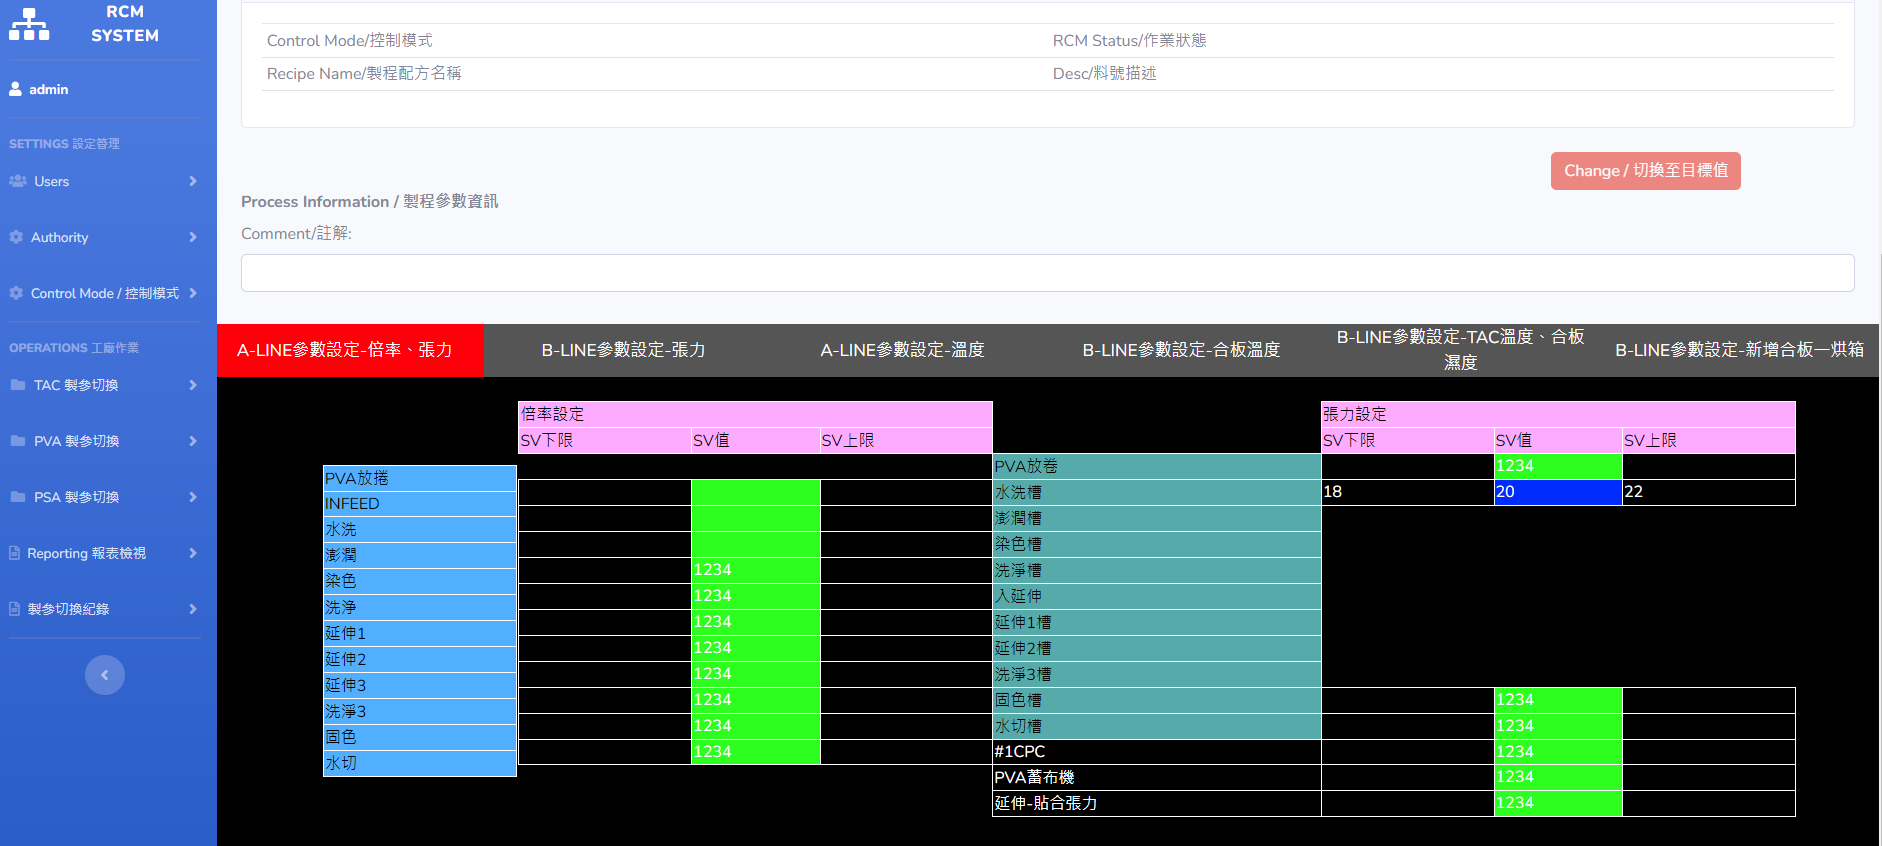 RCM
SYSTEM
admin
SETTINGS 設定管理
Users
Authority
Control Mode / 控制模式
OPERATIONS 工廠作業
TAC 製參切換
PVA 製參切換
PSA 製參切換
Reporting 報表檢視
製參切換紀錄
Control Mode/控制模式
RCM Status/作業狀態
Recipe Name/製程配方名稱
Desc/料號描述
Change / 切換至目標值
Process Information / 製程參數資訊
Comment/註解:
A-LINE參數設定-倍率、張力
B-LINE參數設定-張力
A-LINE參數設定-溫度
B-LINE參數設定-合板溫度
B-LINE參數設定-TAC溫度、合板
濕度
B-LINE參數設定-新增合板一烘箱
倍率設定
SV下限 SV值 SV上限
PVA放捲
INFEED
水洗
澎潤
染色
洗淨
延伸1
延伸2
延伸3
洗淨3
固色
水切
1234
1234
1234
1234
1234
1234
1234
1234
張力設定
SV下限 SV值 SV上限
PVA放卷 1234
水洗槽 18 20 22
澎潤槽
染色槽
洗淨槽
入延伸
延伸1槽
延伸2槽
洗淨3槽
固色槽 1234
水切槽 1234
#1CPC 1234
PVA蓄布機 1234
延伸-貼合張力 1234